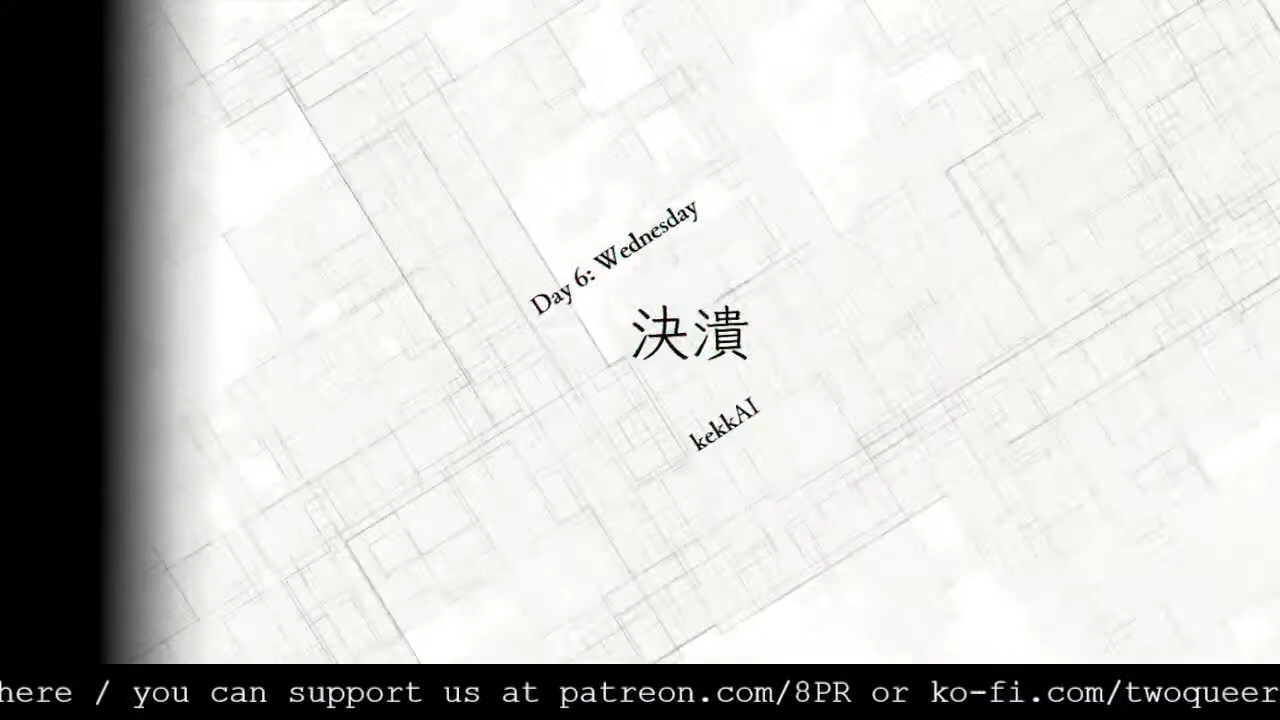 Day 6: Wednesday
決潰
kekkAI
here / you can support us at patreon.com/8PR or ko-fi.com/twoqueer